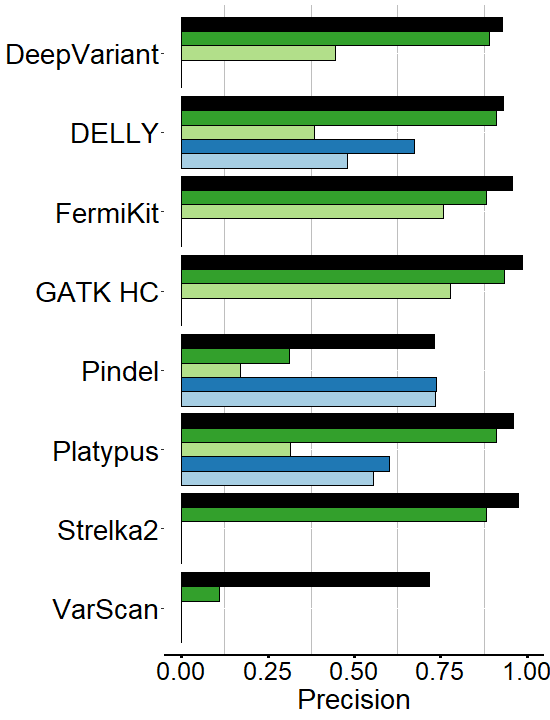 DeepVariant
DELLY
FermiKit
GATK HC
Pindel
Platypus
Strelka2
VarScan
0.00 0.25 0.50 0.75 1.00
Precision